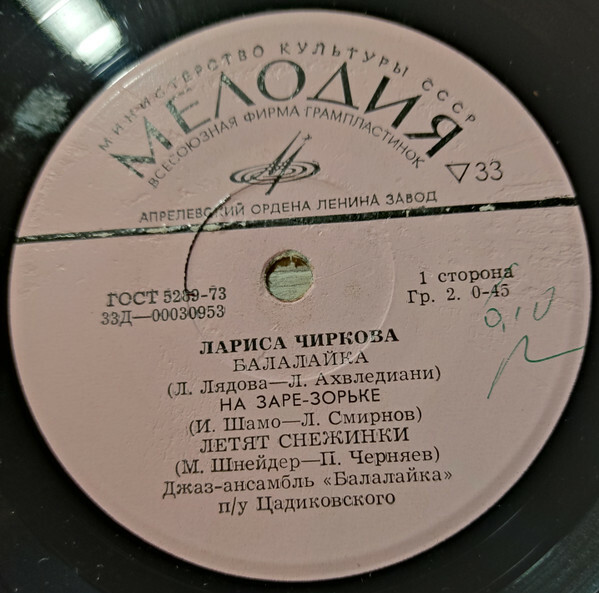 МИНИСТЕРСТВО КУЛЬТУРЫ СССР
МЕЛОДИЯ
ВСЕСОЮЗНАЯ ФИРМА ГРАМПЛАСТИНОК
▽33
АПРЕЛЕВСКИЙ ОРДЕНА ЛЕНИНА ЗАВОД
ГОСТ 5289-73
33Д—00030953
1 сторона
Гр. 2. 0-45
ЛАРИСА ЧИРКОВА
БАЛАЛАЙКА
(Л. Лядова—Л. Ахвледиани)
НА ЗАРЕ-ЗОРЬКЕ
(И. Шамо—Л. Смирнов)
ЛЕТЯТ СНЕЖИНКИ
(М. Шнейдер—П. Черняев)
Джаз-ансамбль «Балалайка»
п/у Цадиковского